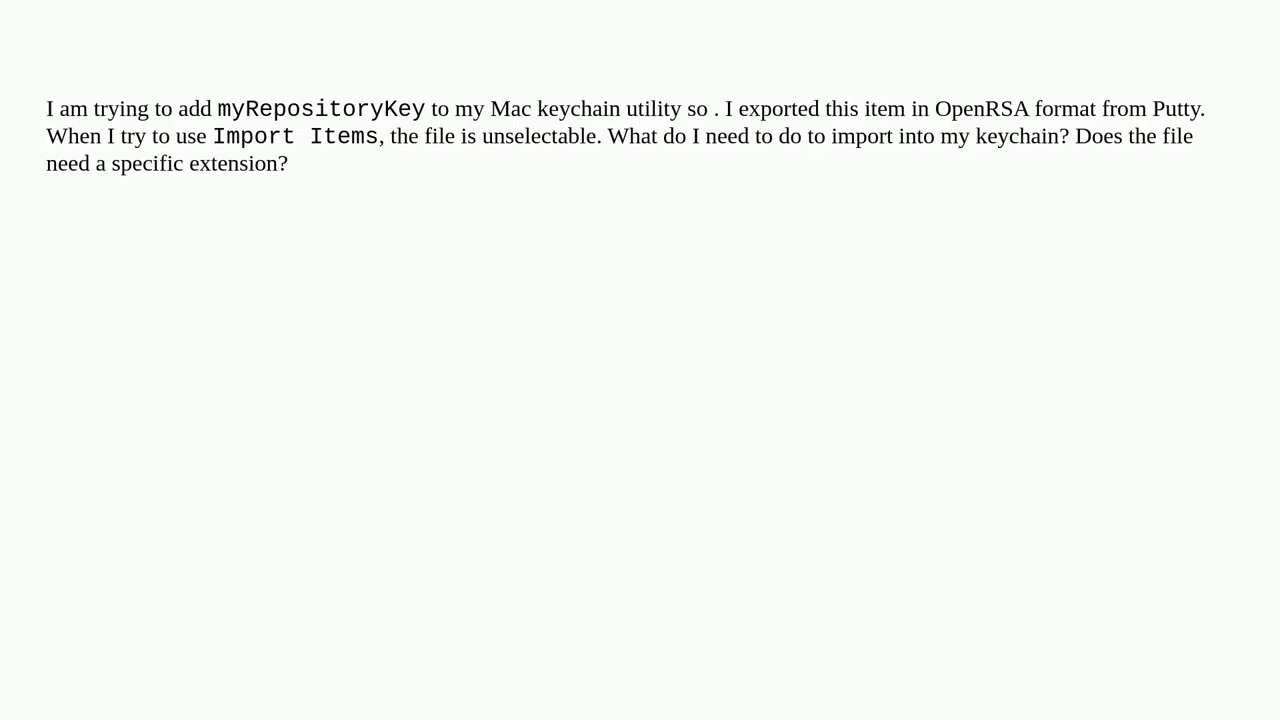 I am trying to add myRepositoryKey to my Mac keychain utility so . I exported this item in OpenRSA format from Putty.
When I try to use Import Items, the file is unselectable. What do I need to do to import into my keychain? Does the file
need a specific extension?